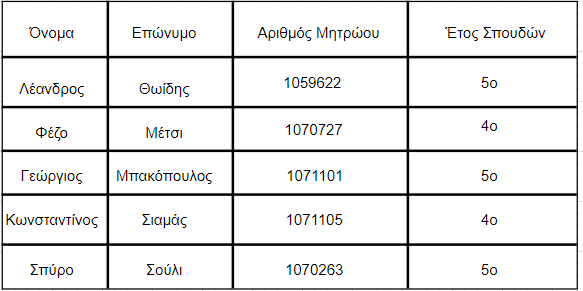 Όνομα Επώνυμο Αριθμός Μητρώου Έτος Σπουδών
Λέανδρος Θωίδης 1059622 5ο
Φέζο Μέτσι 1070727 4ο
Γεώργιος Μπακόπουλος 1071101 5ο
Κωνσταντίνος Σιαμάς 1071105 4ο
Σπύρο Σούλι 1070263 5ο